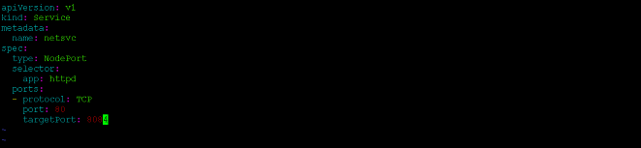 apiVersion: v1
kind: Service
metadata:
  name: netsvc
spec:
  type: NodePort
  selector:
    app: httpd
  ports:
  - protocol: TCP
    port: 80
    targetPort: 8084
~
~